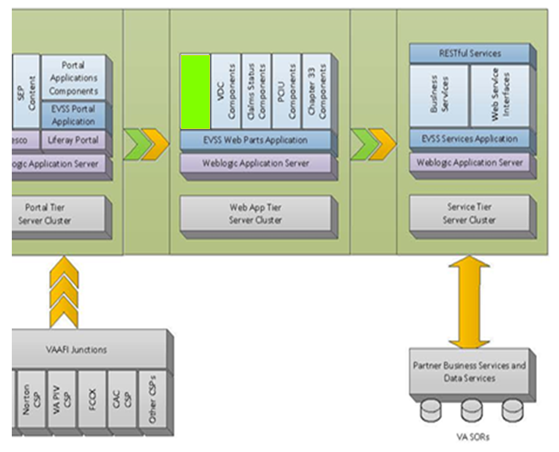 SEP
Content
Portal
Applications
Components
EVSS Portal
Application
Liferay Portal
Application Server
Portal Tier
Server Cluster
VDC
Components
Claims Status
Components
PCIU
Components
Chapter 33
Components
EVSS Web Parts Application
Weblogic Application Server
Web App Tier
Server Cluster
RESTful Services
Business
Services
Web Service
Interfaces
EVSS Services Application
Weblogic Application Server
Service Tier
Server Cluster
VAAFI Junctions
Norton
CSP
VA PIV
CSP
FCCX
CAC
CSP
Other CSPs
Partner Business Services and
Data Services
VA SORs